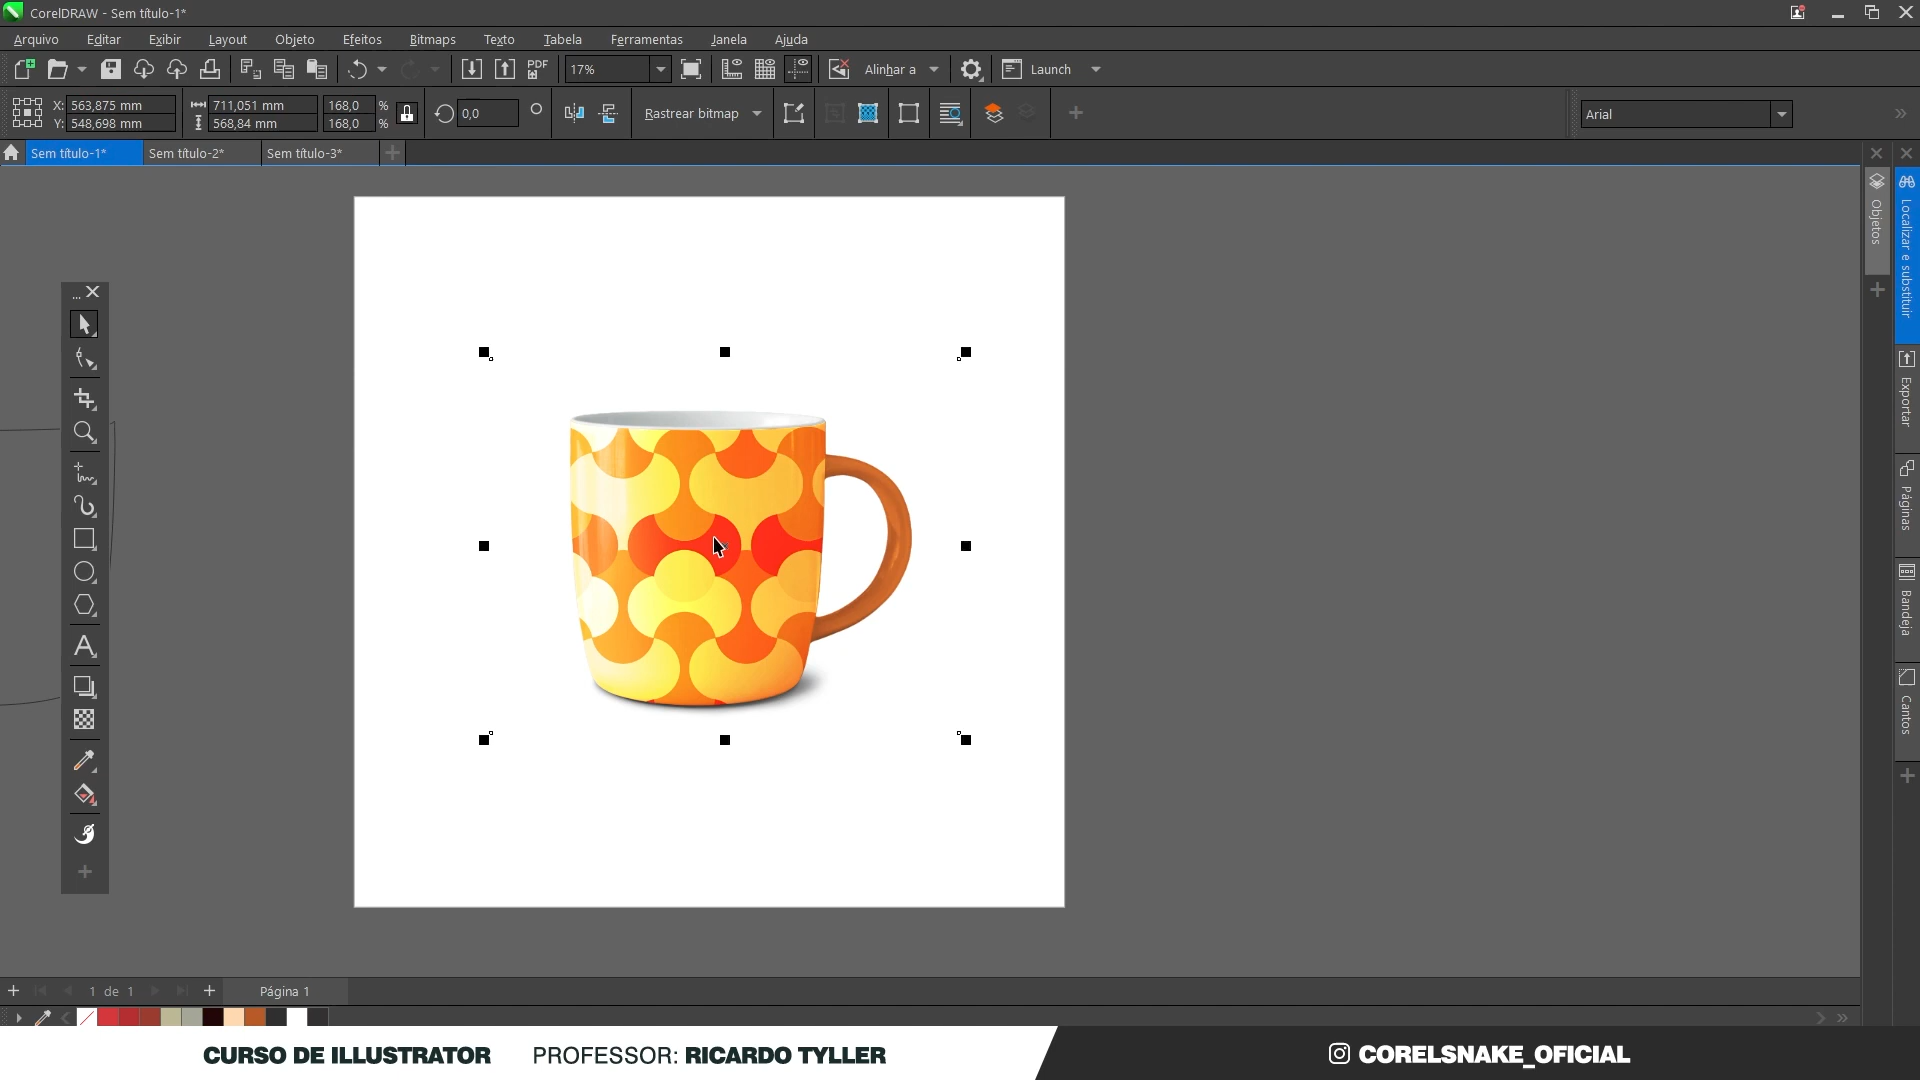 CorelDRAW - Sem título-1*
Arquivo Editar Exibir Layout Objeto Efeitos Bitmaps Texto Tabela Ferramentas Janela Ajuda
PDF 17% Alinhar a Launch
X: 563,875 mm 711,051 mm 168,0 %
Y: 548,698 mm 568,84 mm 168,0 %
0,0 Rastrear bitmap Arial
Sem título-1* Sem título-2* Sem título-3*
Objetos
Localizar e substituir
Exportar
Páginas
Bandeja
Cantos
1 de 1 Página 1
CURSO DE ILLUSTRATOR PROFESSOR: RICARDO TYLLER CORELSNAKE_OFICIAL